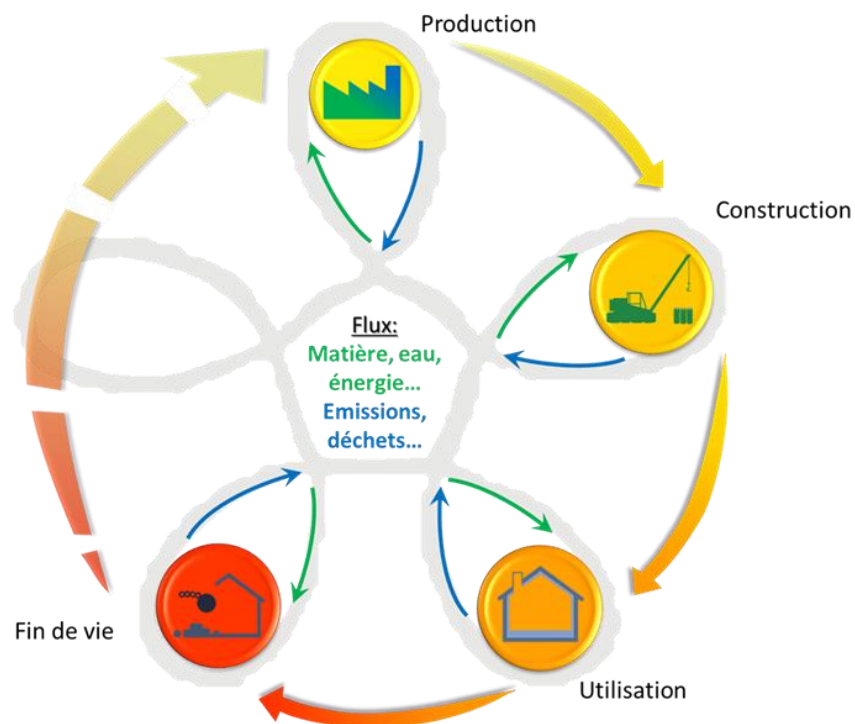 Production
Construction
Flux:
Matière, eau,
énergie...
Emissions,
déchets...
Fin de vie
Utilisation